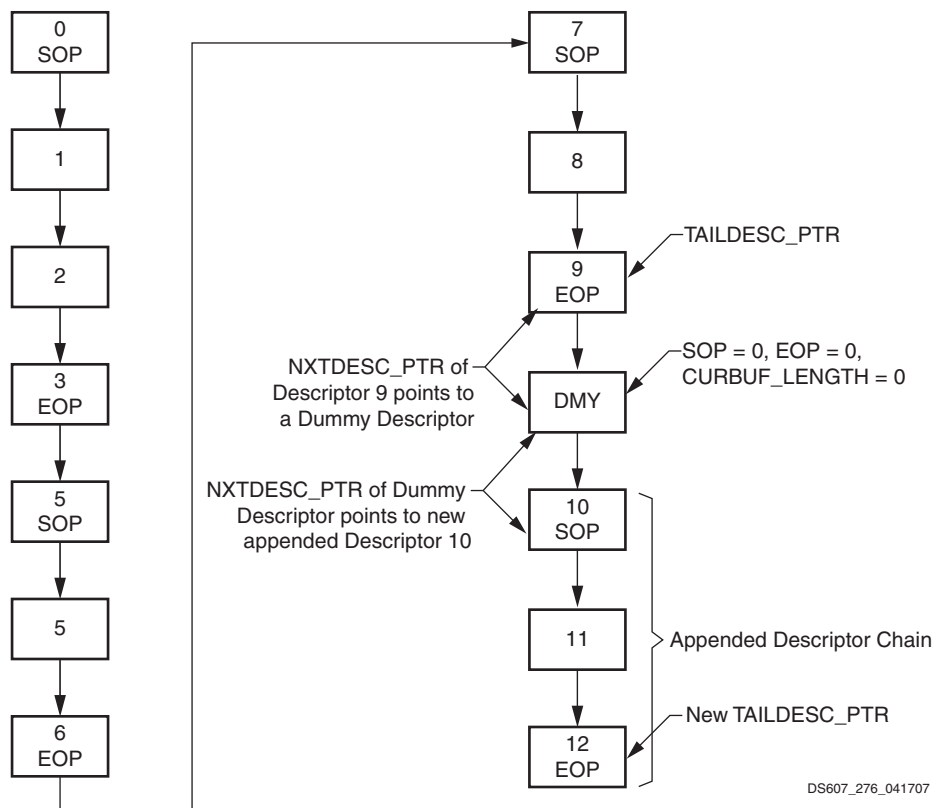 0
SOP
1
2
3
EOP
5
SOP
5
6
EOP
7
SOP
8
9
EOP
TAILDESC_PTR
NXTDESC_PTR of
Descriptor 9 points to
a Dummy Descriptor
DMY
SOP = 0, EOP = 0,
CURBUF_LENGTH = 0
NXTDESC_PTR of Dummy
Descriptor points to new
appended Descriptor 10
10
SOP
11
Appended Descriptor Chain
12
EOP
New TAILDESC_PTR
DS607_276_041707